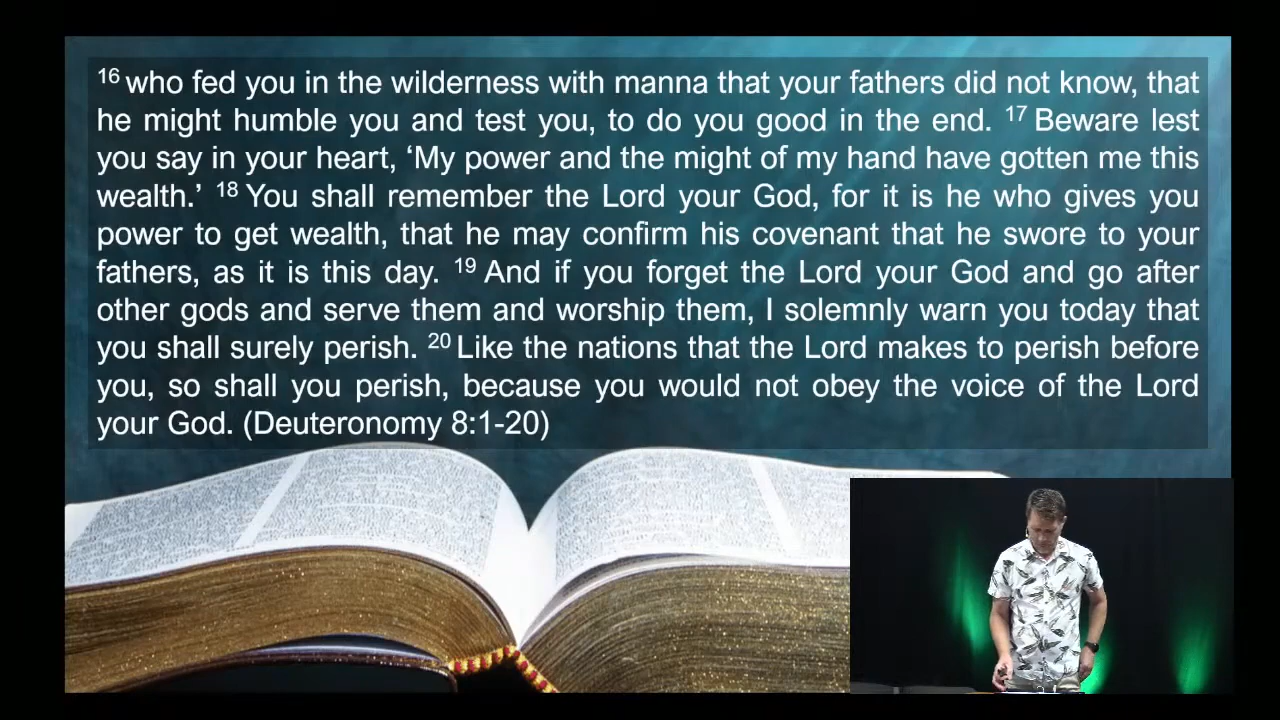 16 who fed you in the wilderness with manna that your fathers did not know, that
he might humble you and test you, to do you good in the end. 17 Beware lest
you say in your heart, ‘My power and the might of my hand have gotten me this
wealth.’ 18 You shall remember the Lord your God, for it is he who gives you
power to get wealth, that he may confirm his covenant that he swore to your
fathers, as it is this day. 19 And if you forget the Lord your God and go after
other gods and serve them and worship them, I solemnly warn you today that
you shall surely perish. 20 Like the nations that the Lord makes to perish before
you, so shall you perish, because you would not obey the voice of the Lord
your God. (Deuteronomy 8:1-20)